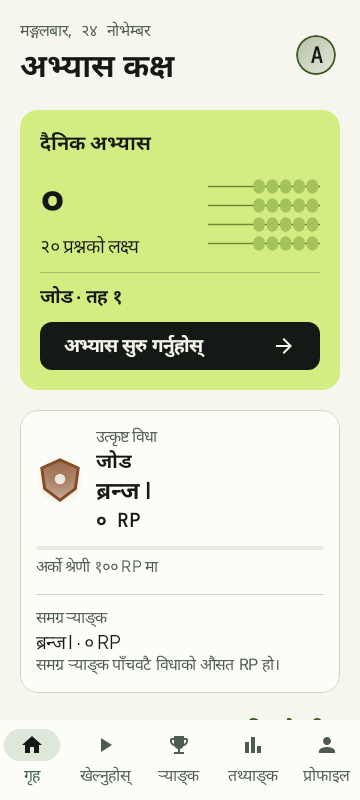 मङ्गलबार, २४ नोभेम्बर
अभ्यास कक्ष
A
दैनिक अभ्यास
०
२० प्रश्नको लक्ष्य
जोड · तह १
अभ्यास सुरु गर्नुहोस्
उत्कृष्ट विधा
जोड
ब्रन्ज I
० RP
अर्को श्रेणी १०० RP मा
समग्र ऱ्याङ्क
ब्रन्ज I · ० RP
समग्र ऱ्याङ्क पाँचवटै विधाको औसत RP हो।
गृह
खेल्नुहोस्
ऱ्याङ्क
तथ्याङ्क
प्रोफाइल